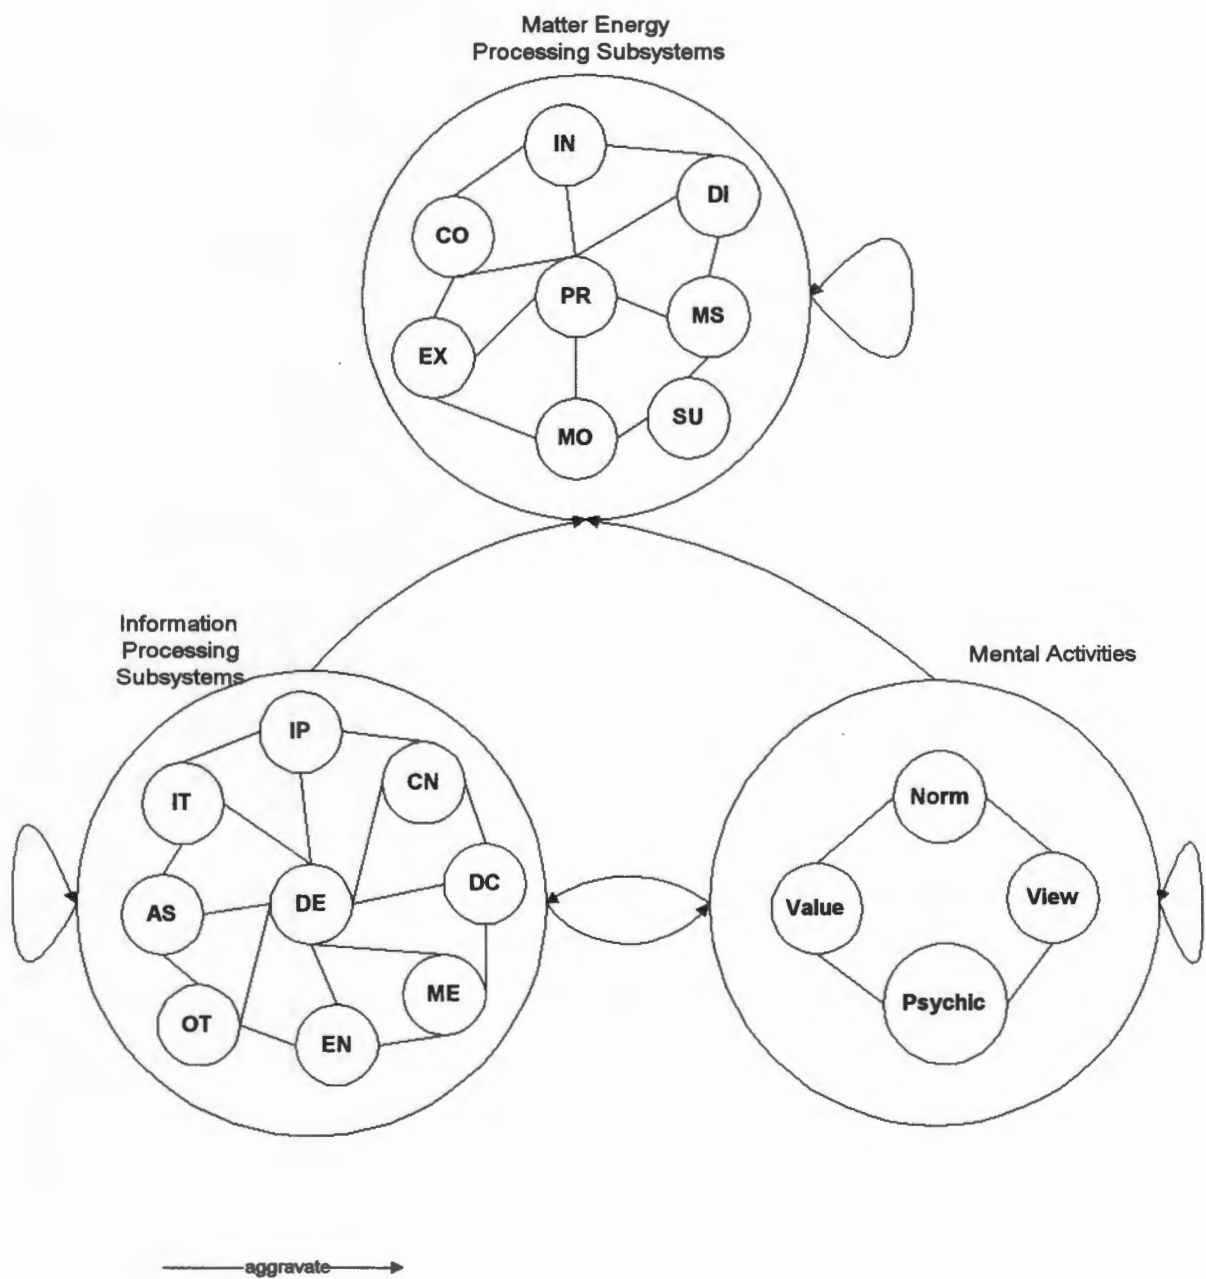 Matter Energy
Processing Subsystems
IN
DI
CO
PR
MS
EX
SU
MO
Information
Processing
Subsystems
Mental Activities
IP
CN
IT
DC
DE
AS
ME
OT
EN
Norm
View
Value
Psychic
aggravate